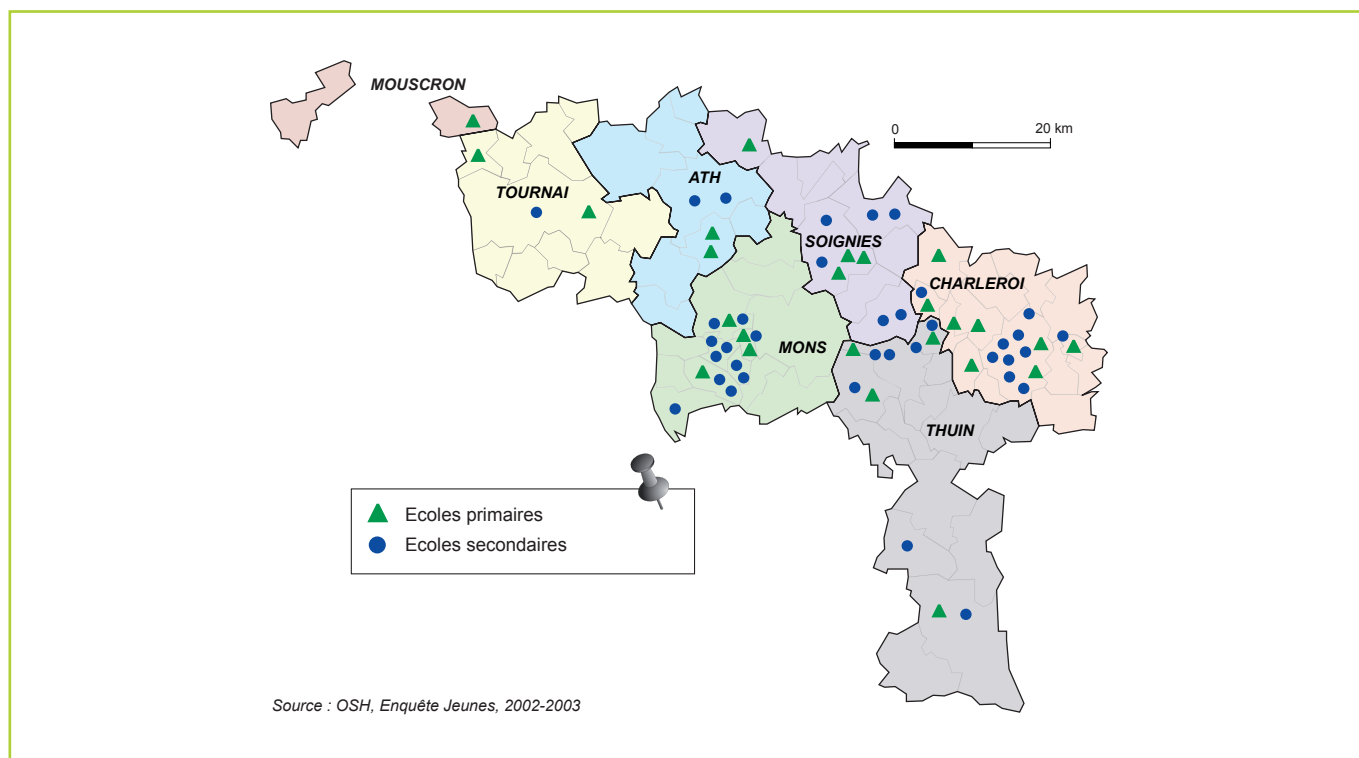 MOUSCRON
0 20 km
ATH
TOURNAI
SOIGNIES
CHARLEROI
MONS
THUIN
Ecoles primaires
Ecoles secondaires
Source : OSH, Enquête Jeunes, 2002-2003